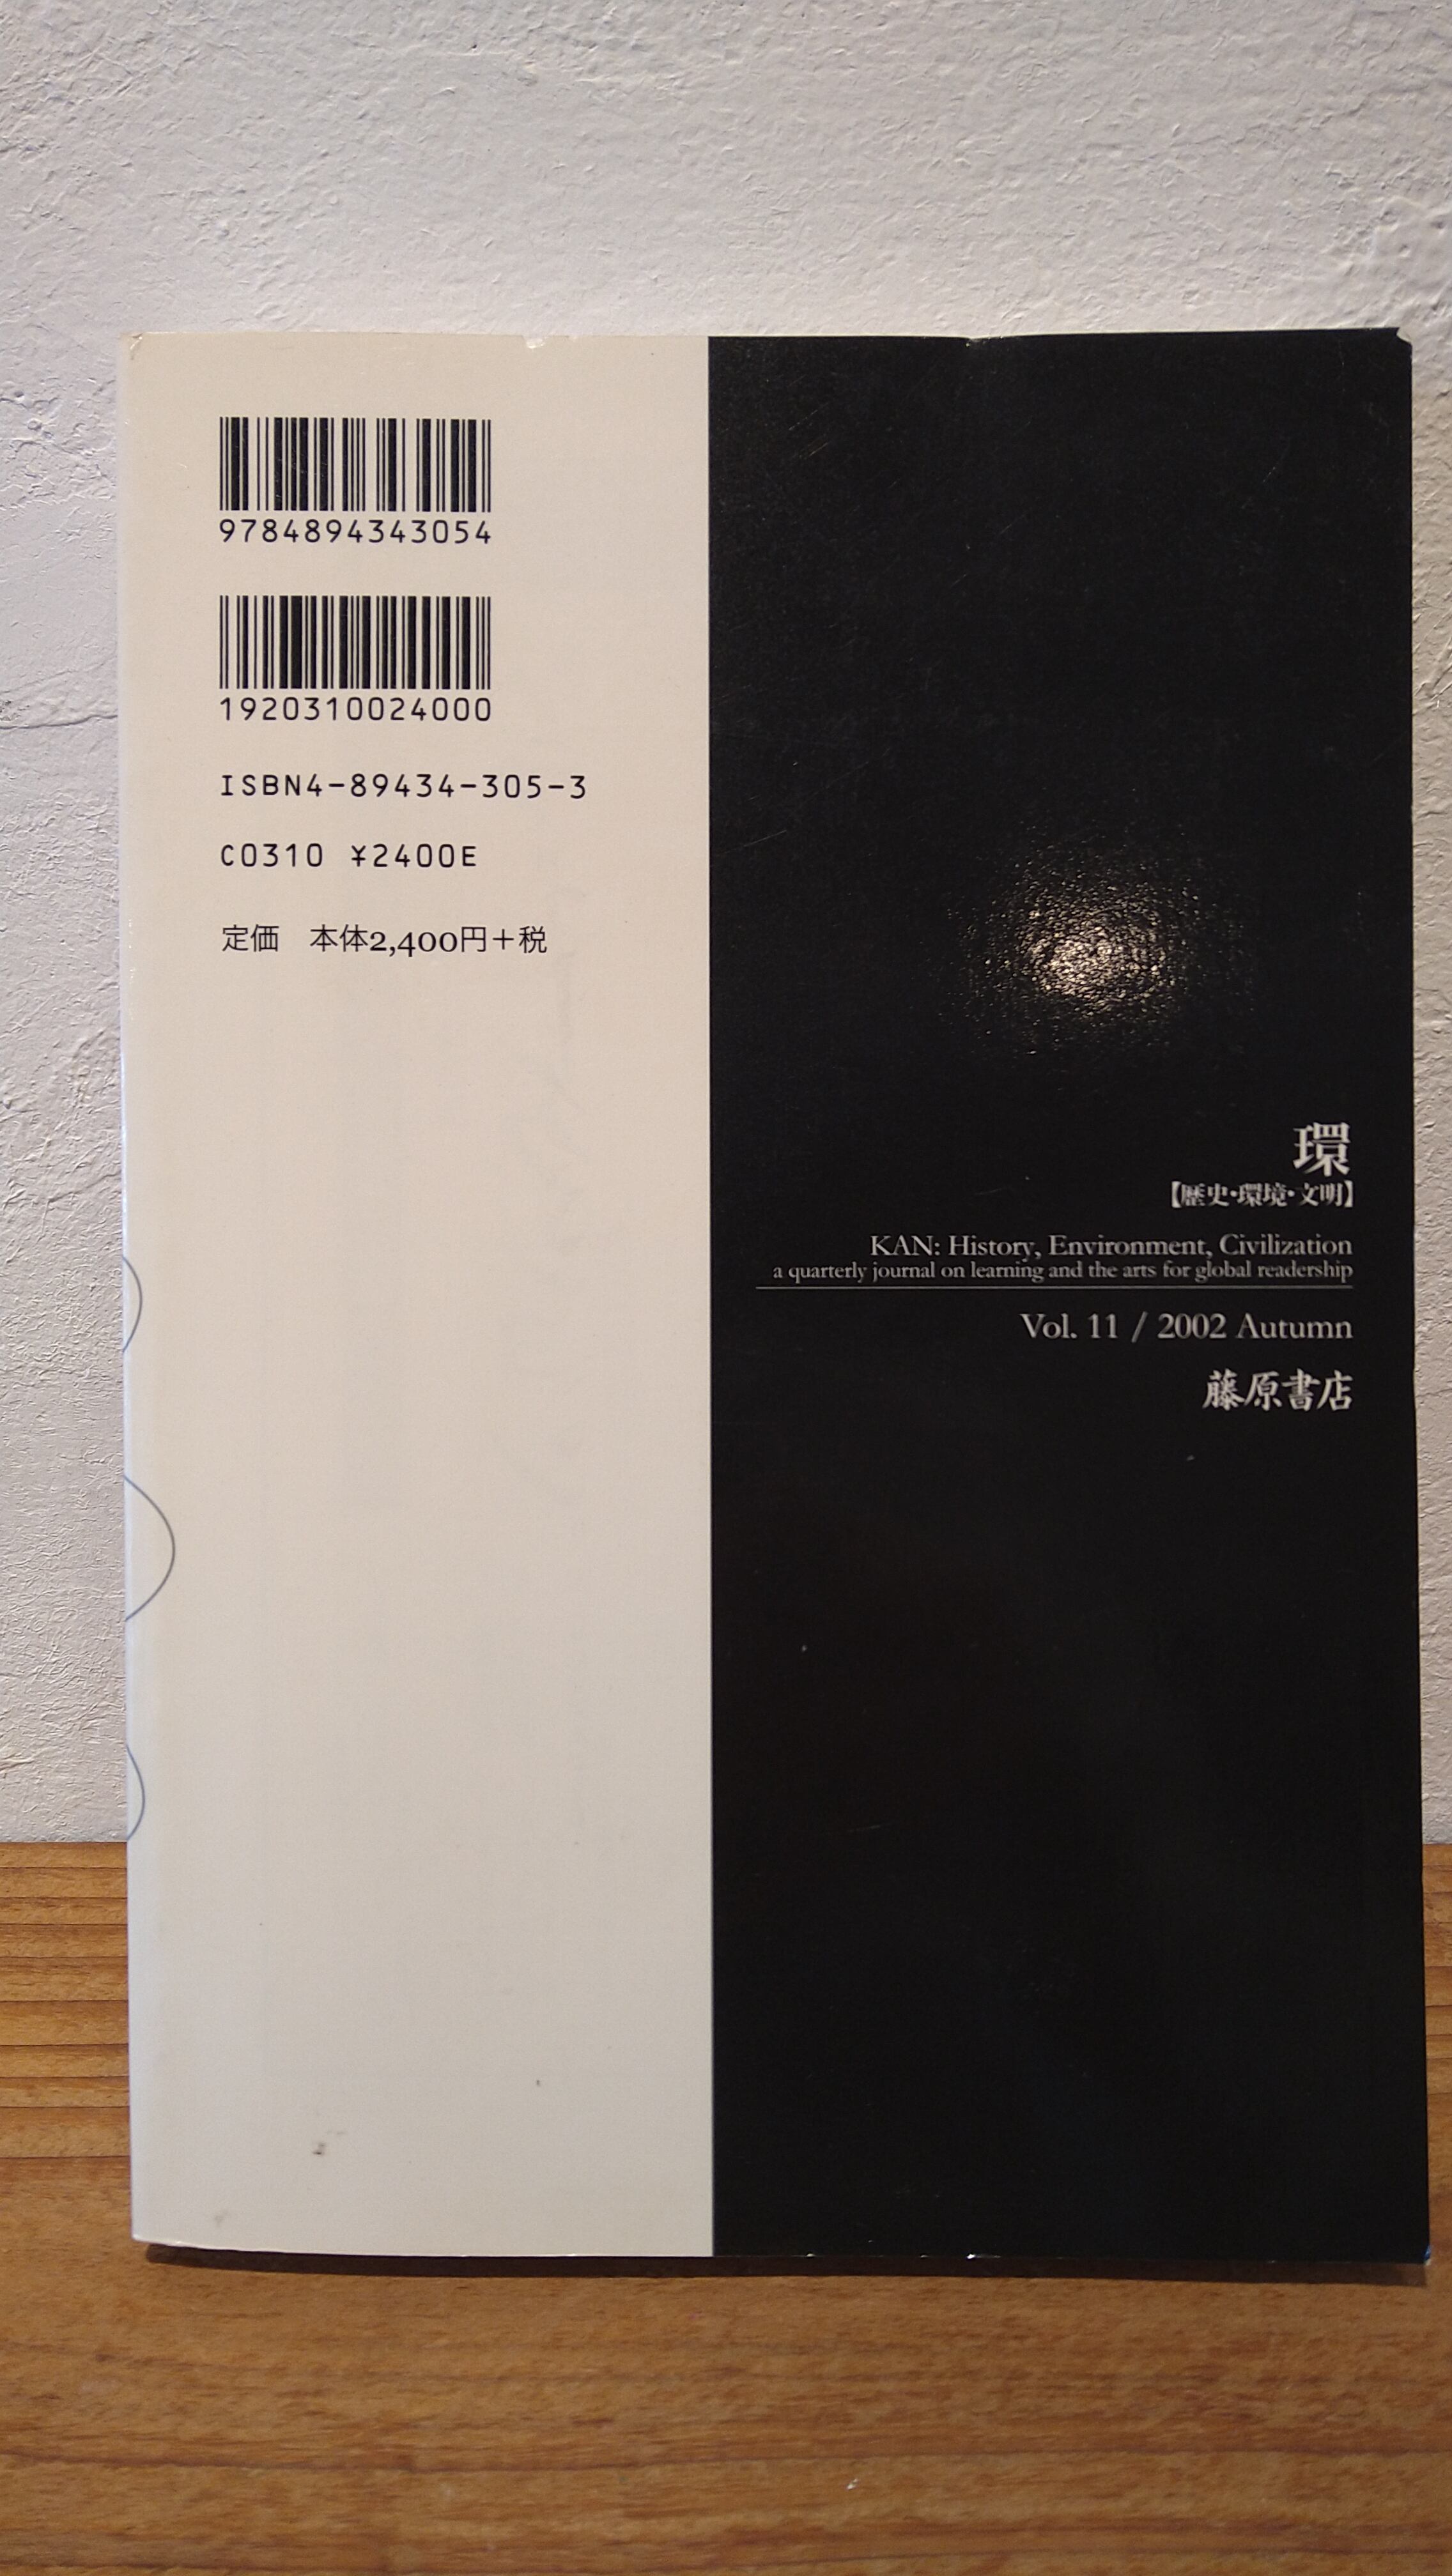 9784894343054
1920310024000
ISBN4-89434-305-3
C0310 ¥2400E
定価　本体2,400円＋税
環
【歴史・環境・文明】
KAN: History, Environment, Civilization
a quarterly journal on learning and the arts for global readership
Vol. 11 / 2002 Autumn
藤原書店